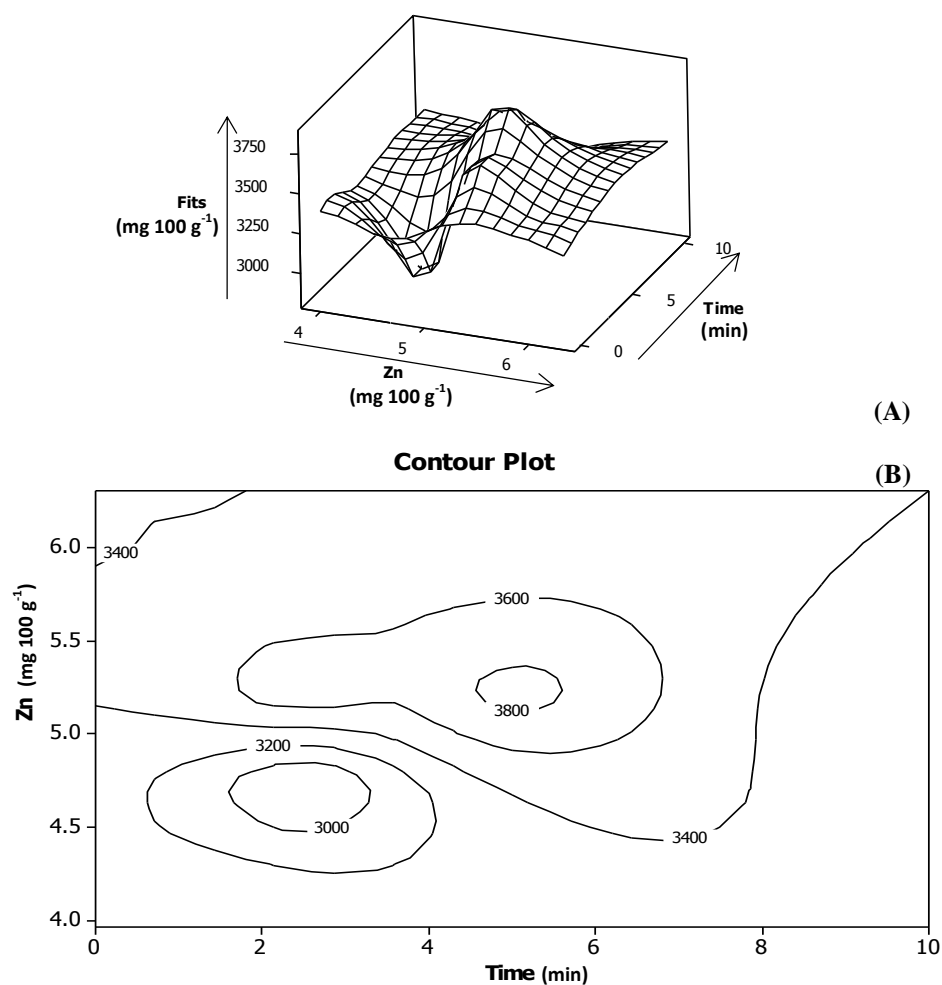 3750
3500
3250
3000
Fits
(mg 100 g-1)
4
5
6
Zn
(mg 100 g-1)
0
5
10
Time
(min)
(A)
Contour Plot
(B)
6.0
5.5
5.0
4.5
4.0
Zn (mg 100 g-1)
3400
3600
3800
3200
3000
3400
0
2
4
6
8
10
Time (min)